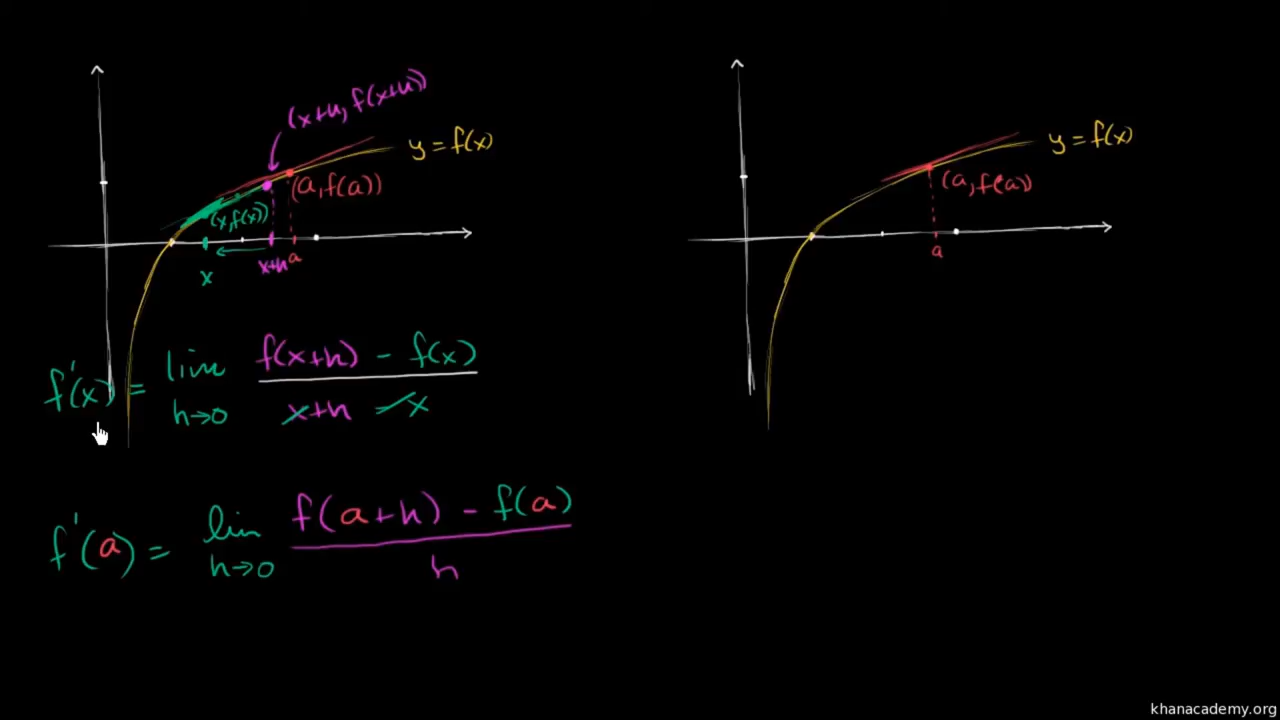 (x+h, f(x+h))
y = f(x)
(a, f(a))
(x, f(x))
x
x+h
a
f'(x) = lim h→0 f(x+h) - f(x)
x+h - x
f'(a) = lim h→0 f(a+h) - f(a)
h
y = f(x)
(a, f(a))
a
khanacademy.org